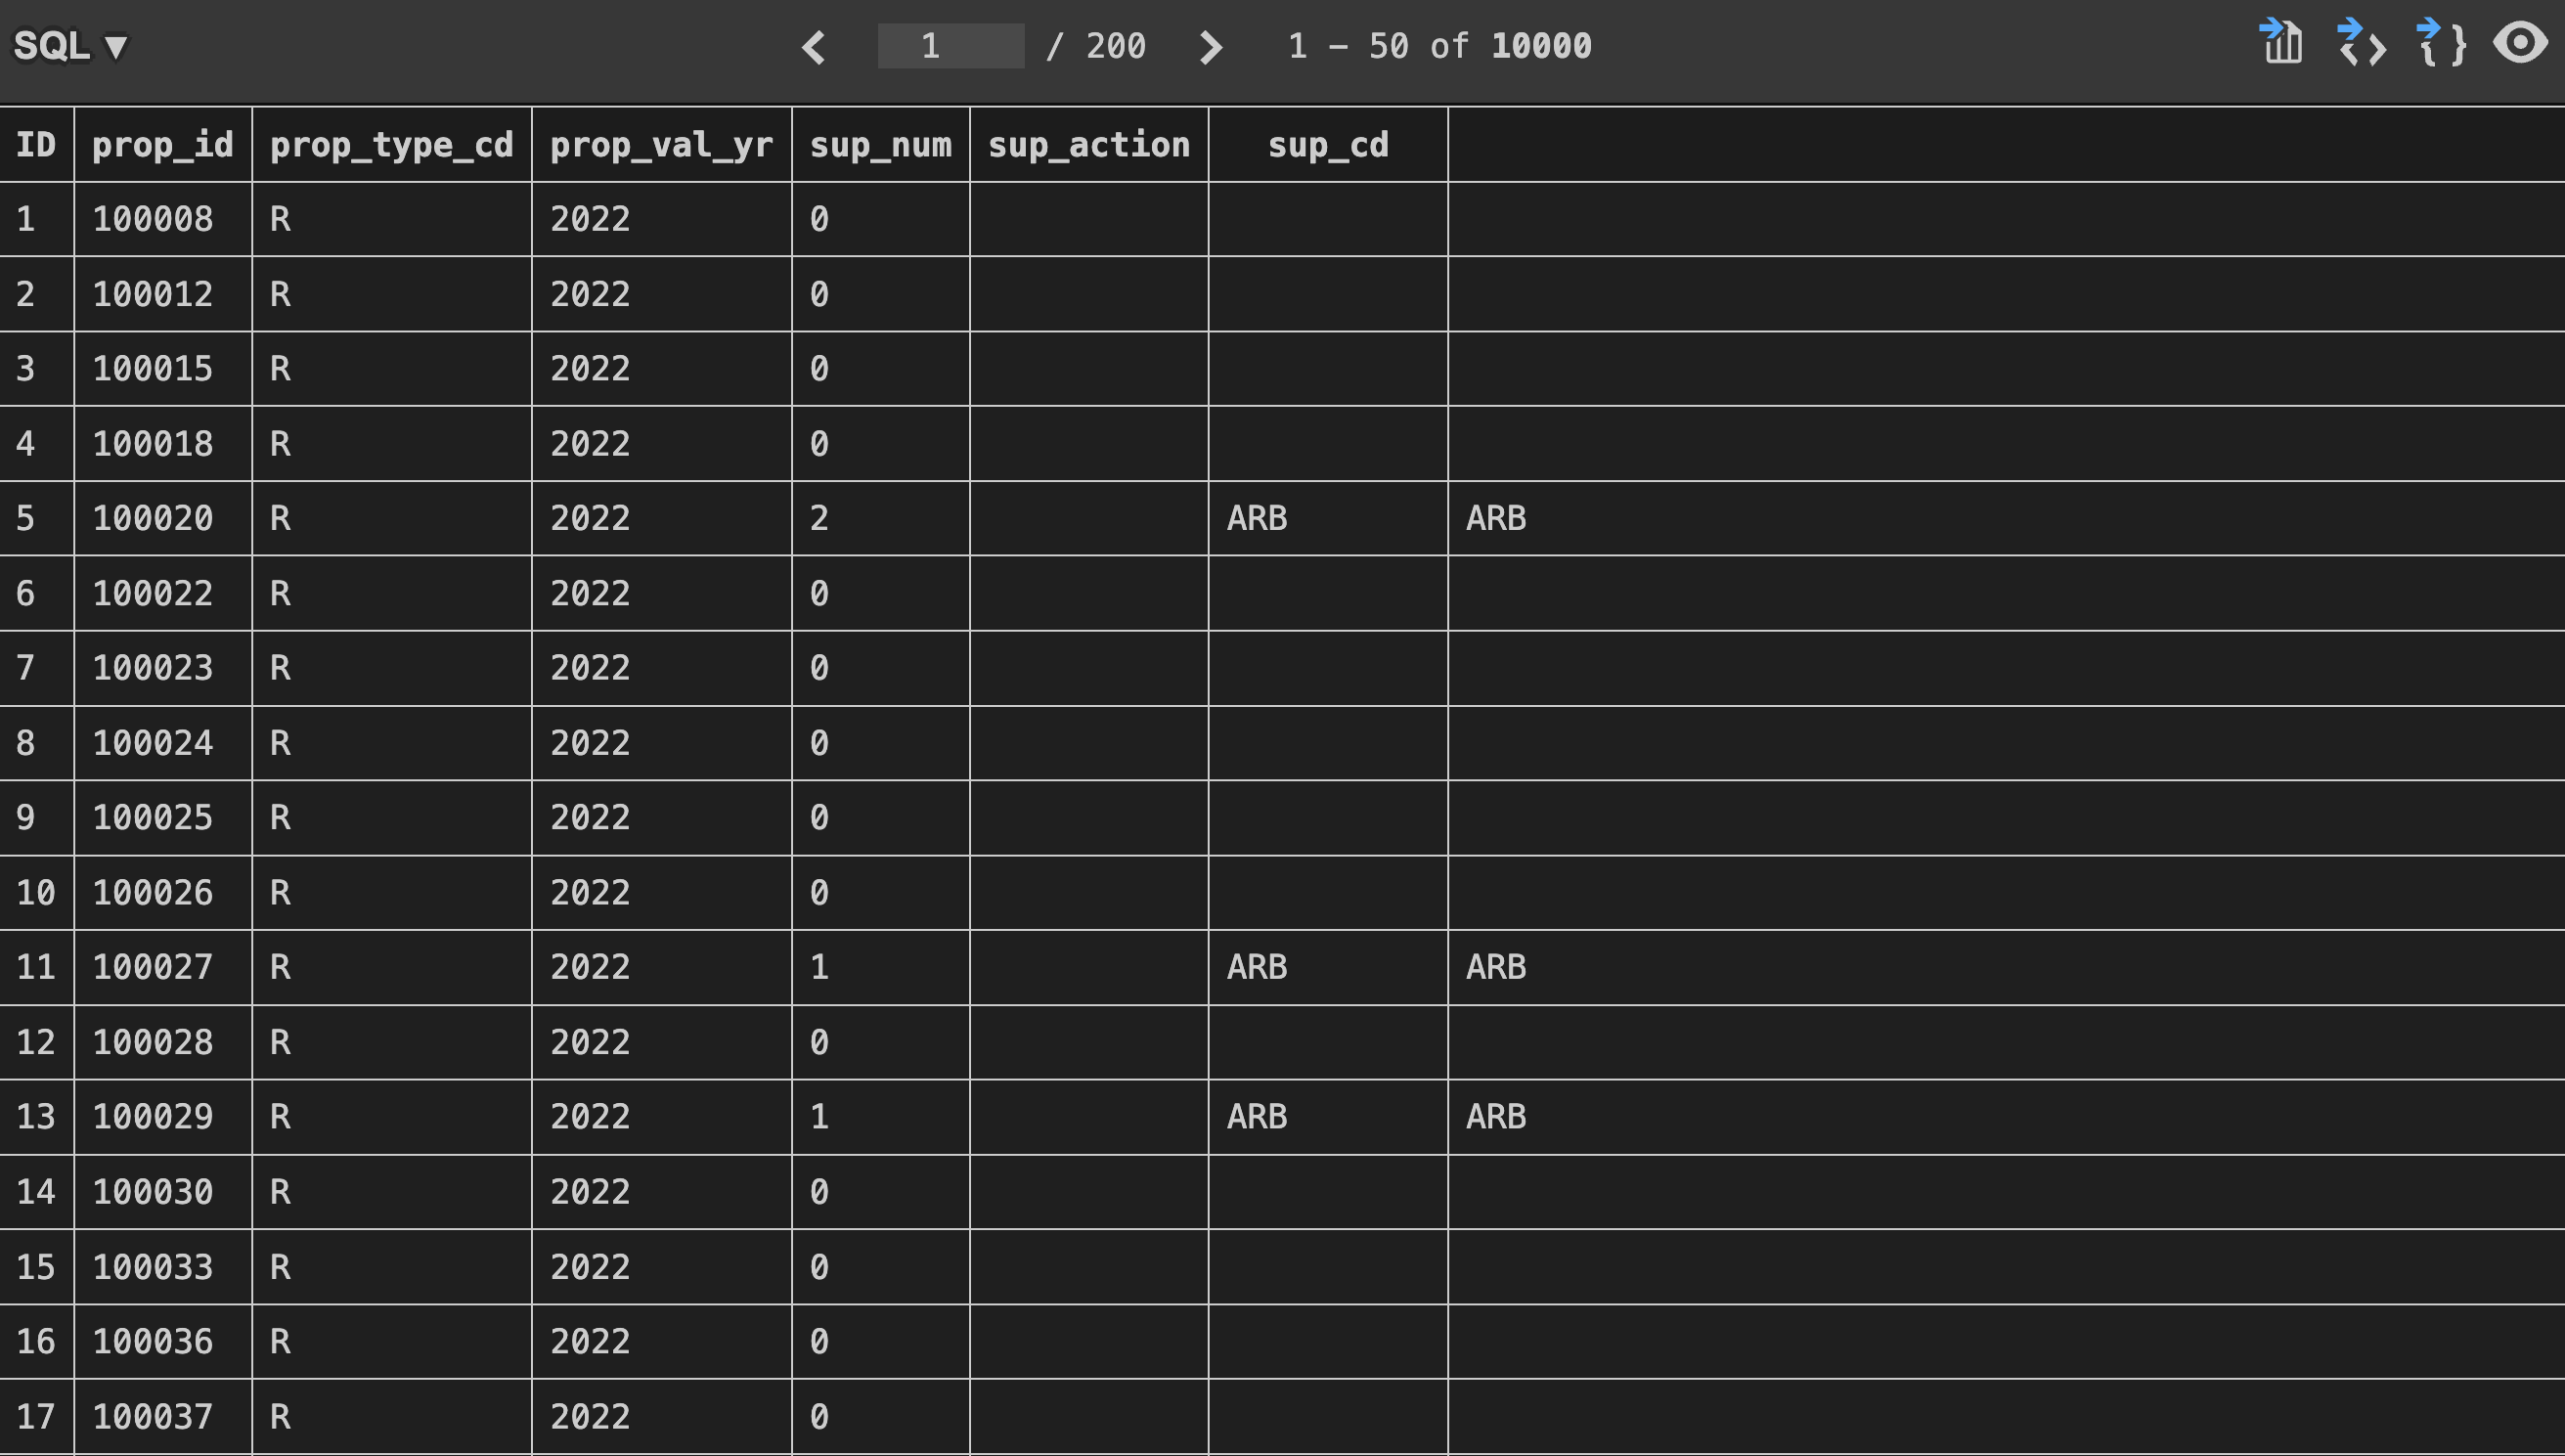 SQL ▼ 1 / 200 1 - 50 of 10000
ID prop_id prop_type_cd prop_val_yr sup_num sup_action sup_cd
1 100008 R 2022 0
2 100012 R 2022 0
3 100015 R 2022 0
4 100018 R 2022 0
5 100020 R 2022 2 ARB ARB
6 100022 R 2022 0
7 100023 R 2022 0
8 100024 R 2022 0
9 100025 R 2022 0
10 100026 R 2022 0
11 100027 R 2022 1 ARB ARB
12 100028 R 2022 0
13 100029 R 2022 1 ARB ARB
14 100030 R 2022 0
15 100033 R 2022 0
16 100036 R 2022 0
17 100037 R 2022 0